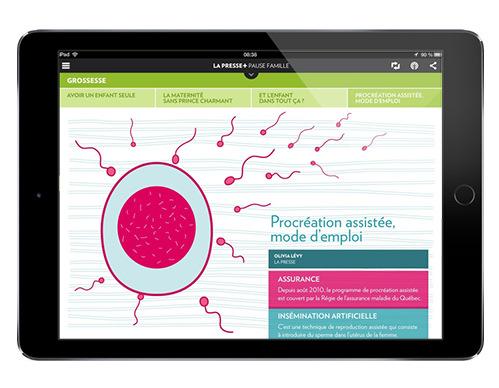 iPad
08:38
90 %
LA PRESSE+ PAUSE FAMILLE
GROSSESSE
AVOIR UN ENFANT SEULE
LA MATERNITÉ
SANS PRINCE CHARMANT
ET L'ENFANT
DANS TOUT ÇA ?
PROCRÉATION ASSISTÉE,
MODE D'EMPLOI
Procréation assistée,
mode d'emploi
OLIVIA LÉVY
LA PRESSE
ASSURANCE
Depuis août 2010, le programme de procréation assistée
est couvert par la Régie de l'assurance maladie du Québec.
INSÉMINATION ARTIFICIELLE
C'est une technique de reproduction assistée qui consiste
à introduire du sperme dans l'utérus de la femme.